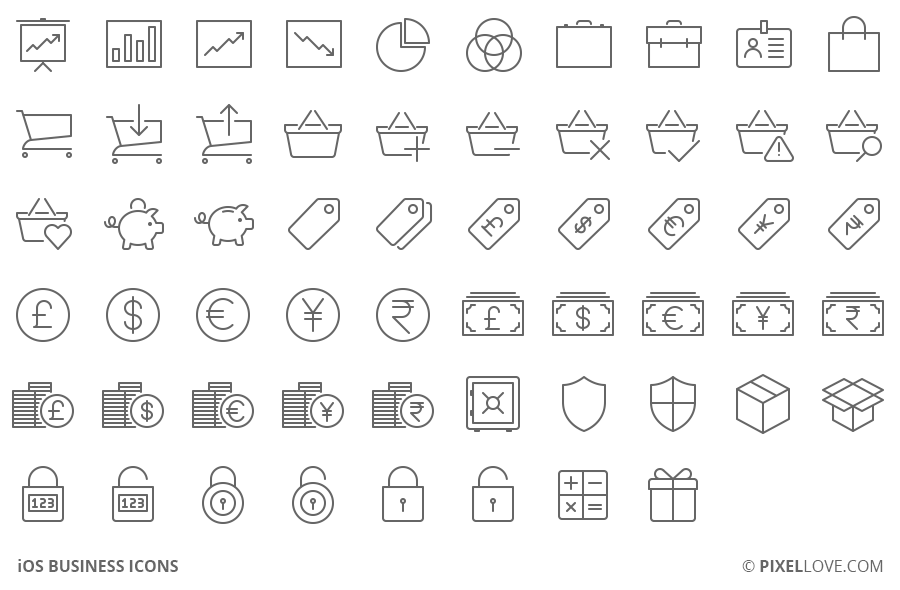 £ $ € ¥ ₹
£ $ € ¥ ₹ £ $ € ¥ ₹
£ $ € ¥ ₹
123 123
iOS BUSINESS ICONS
© PIXELLOVE.COM